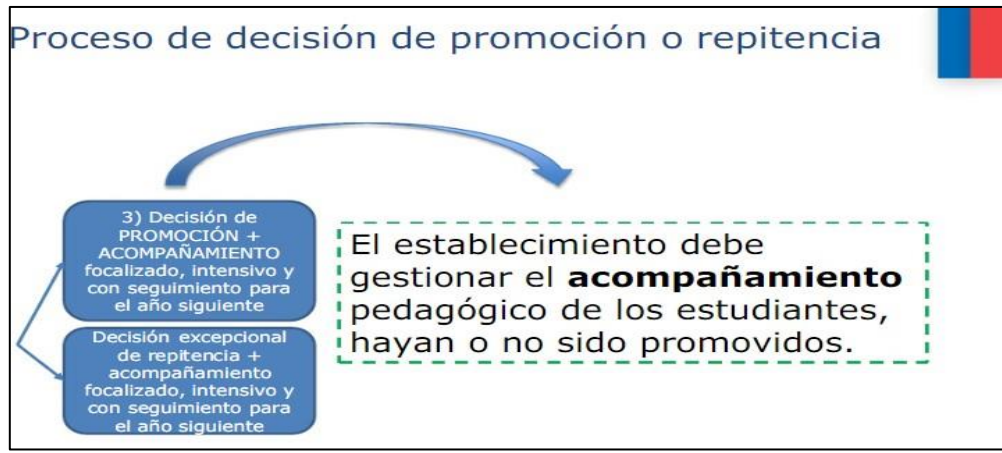 Proceso de decisión de promoción o repitencia
3) Decisión de
PROMOCIÓN +
ACOMPAÑAMIENTO
focalizado, intensivo y
con seguimiento para
el año siguiente
Decisión excepcional
de repitencia +
acompañamiento
focalizado, intensivo y
con seguimiento para
el año siguiente
El establecimiento debe
gestionar el acompañamiento
pedagógico de los estudiantes,
hayan o no sido promovidos.